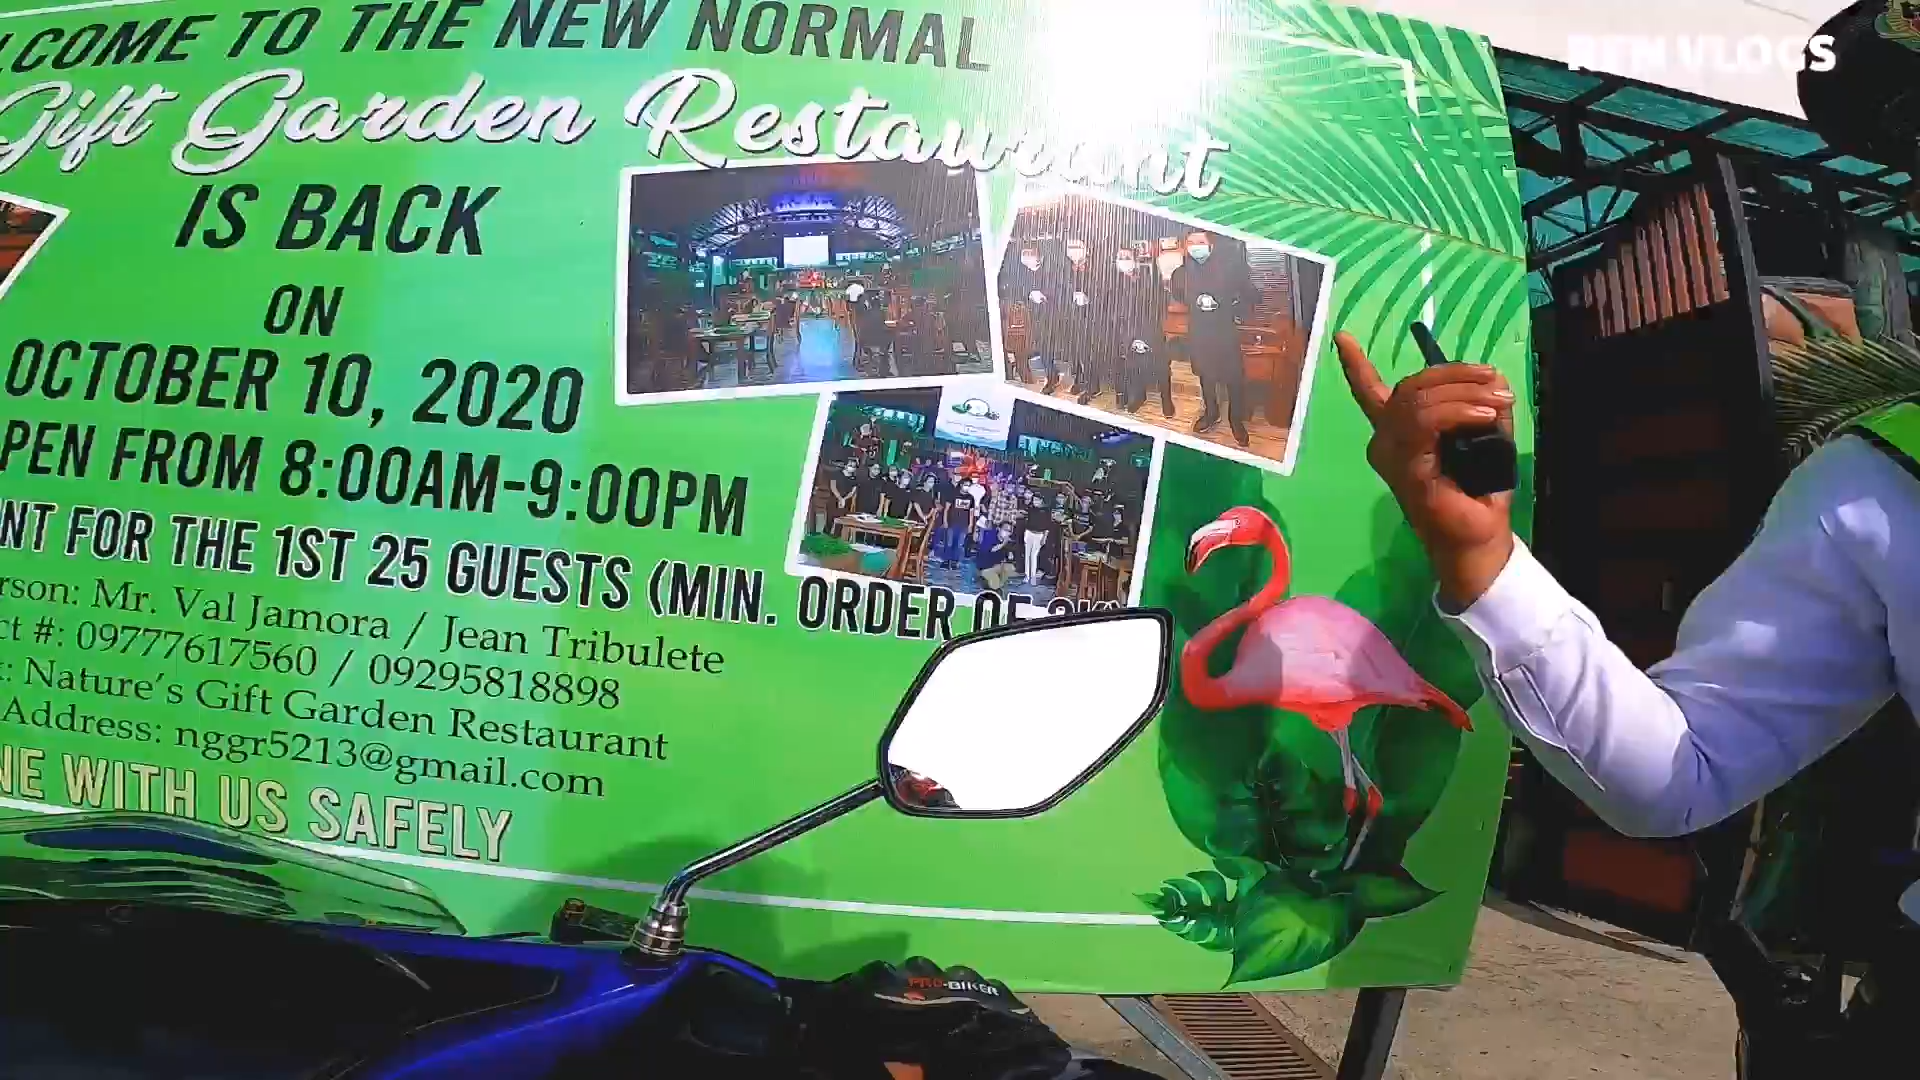 LCOME TO THE NEW NORMAL
Gift Garden Restaurant
IS BACK
ON
OCTOBER 10, 2020
PEN FROM 8:00AM-9:00PM
NT FOR THE 1ST 25 GUESTS (MIN. ORDER OF
rson: Mr. Val Jamora / Jean Tribulete
ct #: 09777617560 / 09295818898
: Nature's Gift Garden Restaurant
Address: nggr5213@gmail.com
NE WITH US SAFELY
PRO-BIKER
VLOGS